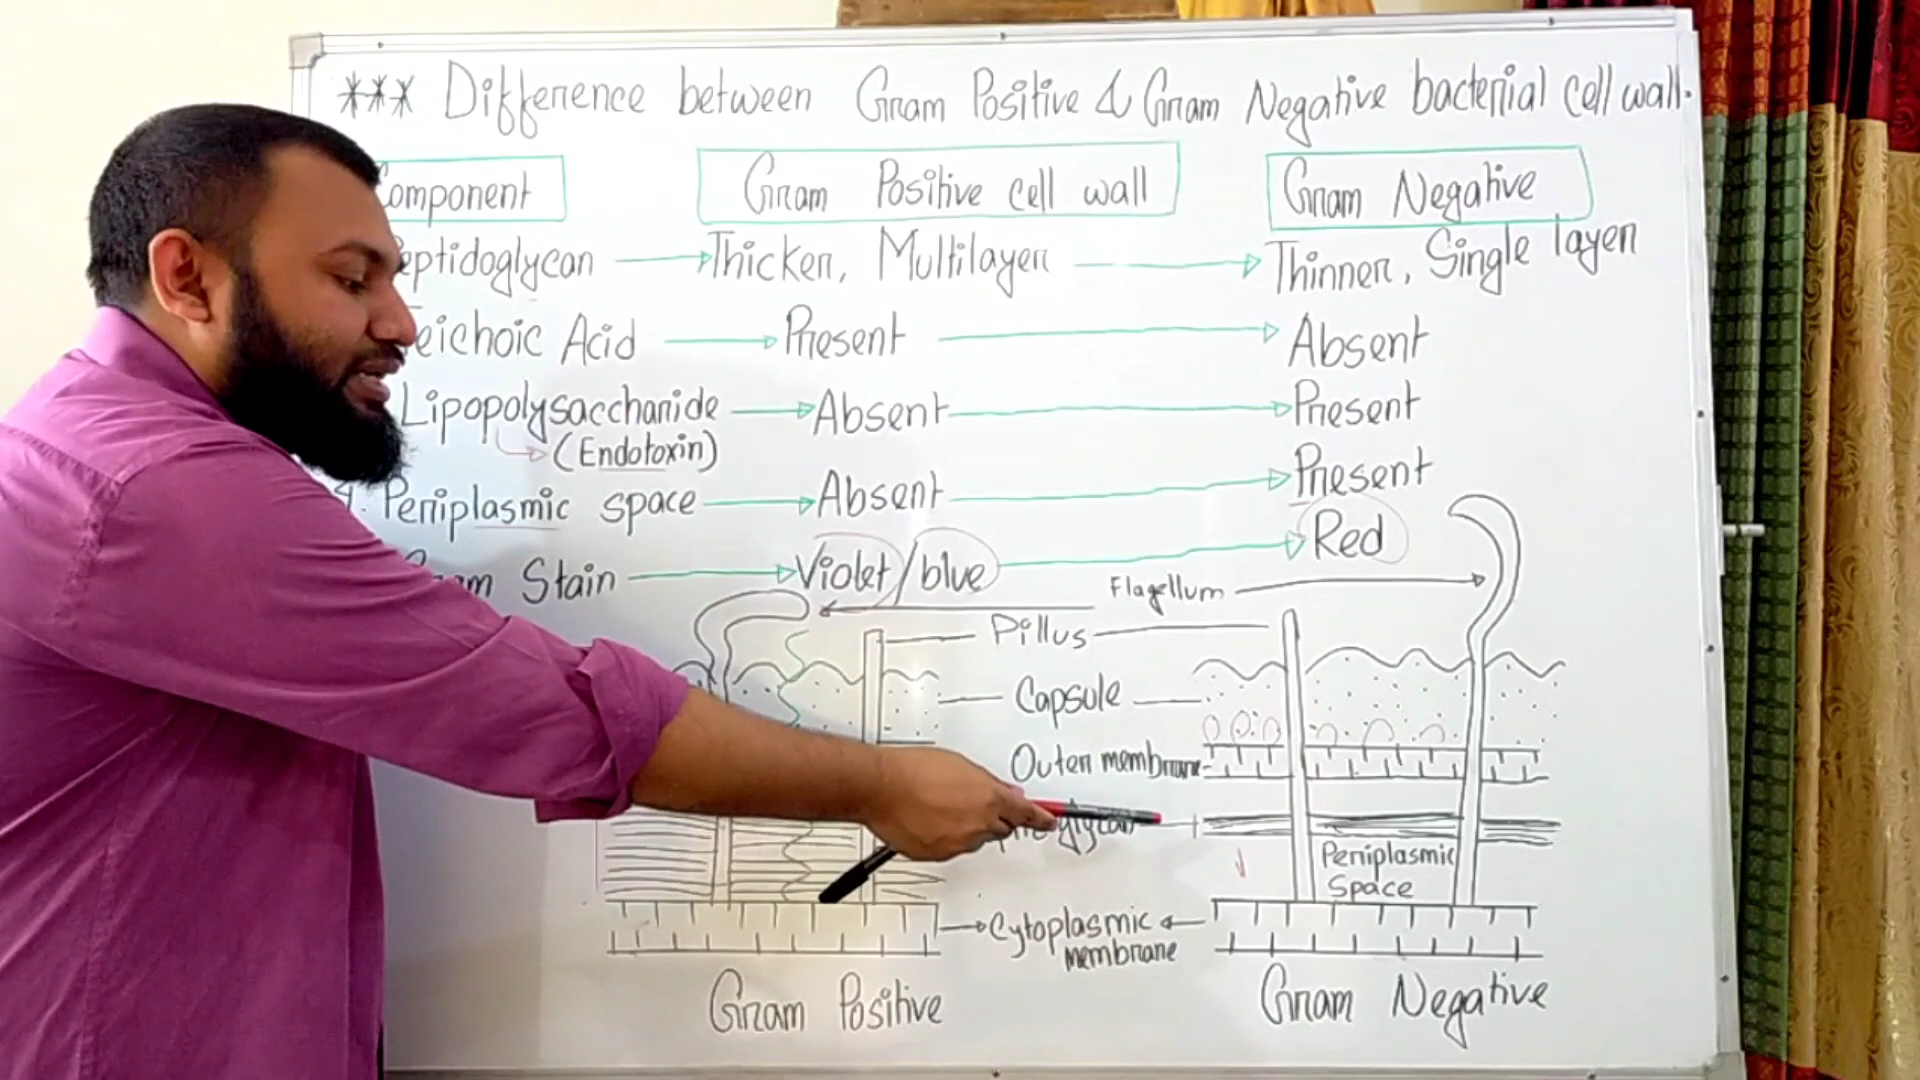 *** Difference between Gram Positive & Gram Negative bacterial cell wall.
Component Gram Positive cell wall Gram Negative
Peptidoglycan Thicker, Multilayer Thinner, Single layer
Teichoic Acid Present Absent
Lipopolysaccharide Absent Present
(Endotoxin)
4. Periplasmic space Absent Present
Stain Violet/blue Red
Flagellum
Pillus
Capsule
Outer membrane
Periplasmic
Space
Cytoplasmic
membrane
Gram Positive Gram Negative